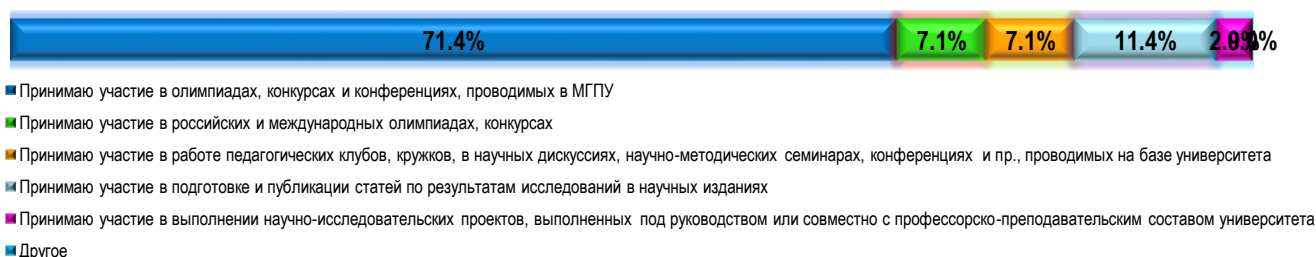 71.4% 7.1% 7.1% 11.4%
Принимаю участие в олимпиадах, конкурсах и конференциях, проводимых в МГПУ
Принимаю участие в российских и международных олимпиадах, конкурсах
Принимаю участие в работе педагогических клубов, кружков, в научных дискуссиях, научно-методических семинарах, конференциях и пр., проводимых на базе университета
Принимаю участие в подготовке и публикации статей по результатам исследований в научных изданиях
Принимаю участие в выполнении научно-исследовательских проектов, выполненных под руководством или совместно с профессорско-преподавательским составом университета
Другое